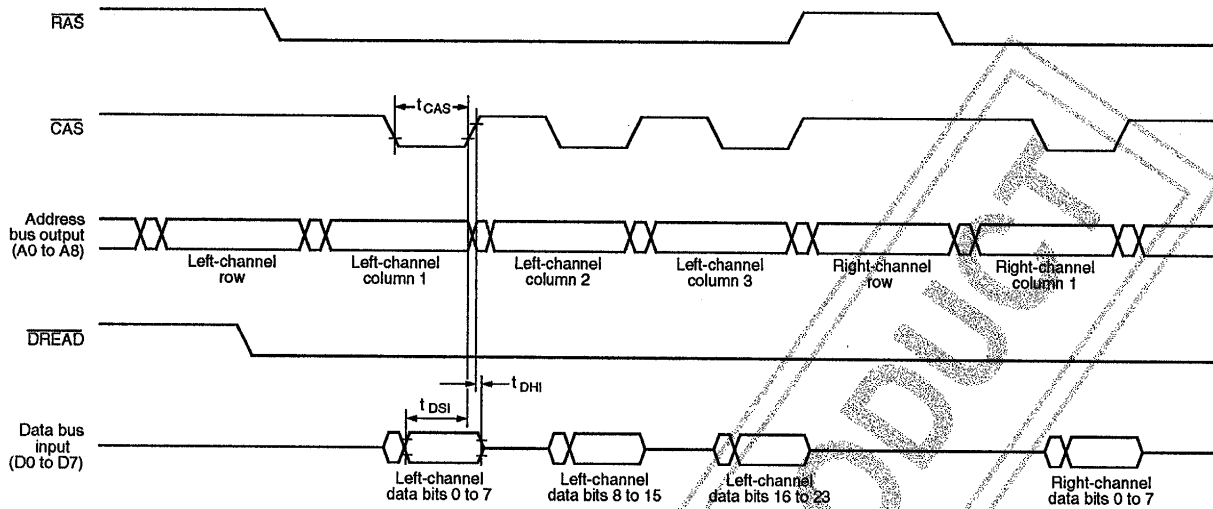 RAS
CAS
tCAS
Address
bus output
(A0 to A8)
Left-channel
row
Left-channel
column 1
Left-channel
column 2
Left-channel
column 3
Right-channel
row
Right-channel
column 1
DREAD
tDHI
tDSI
Data bus
input
(D0 to D7)
Left-channel
data bits 0 to 7
Left-channel
data bits 8 to 15
Left-channel
data bits 16 to 23
Right-channel
data bits 0 to 7
ODUCT